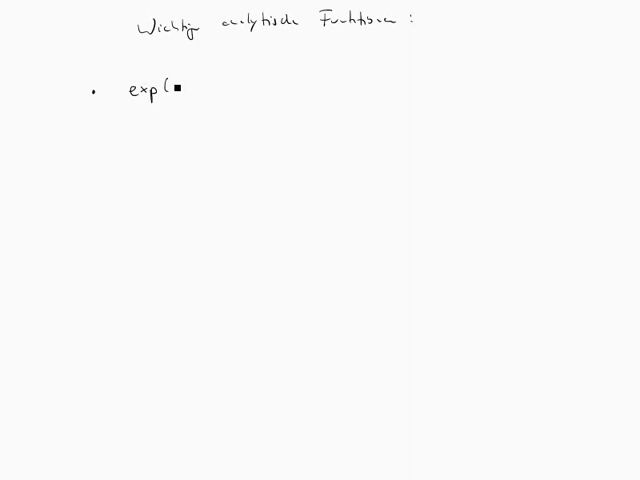 Wichtige analytische Funktionen :
• exp(